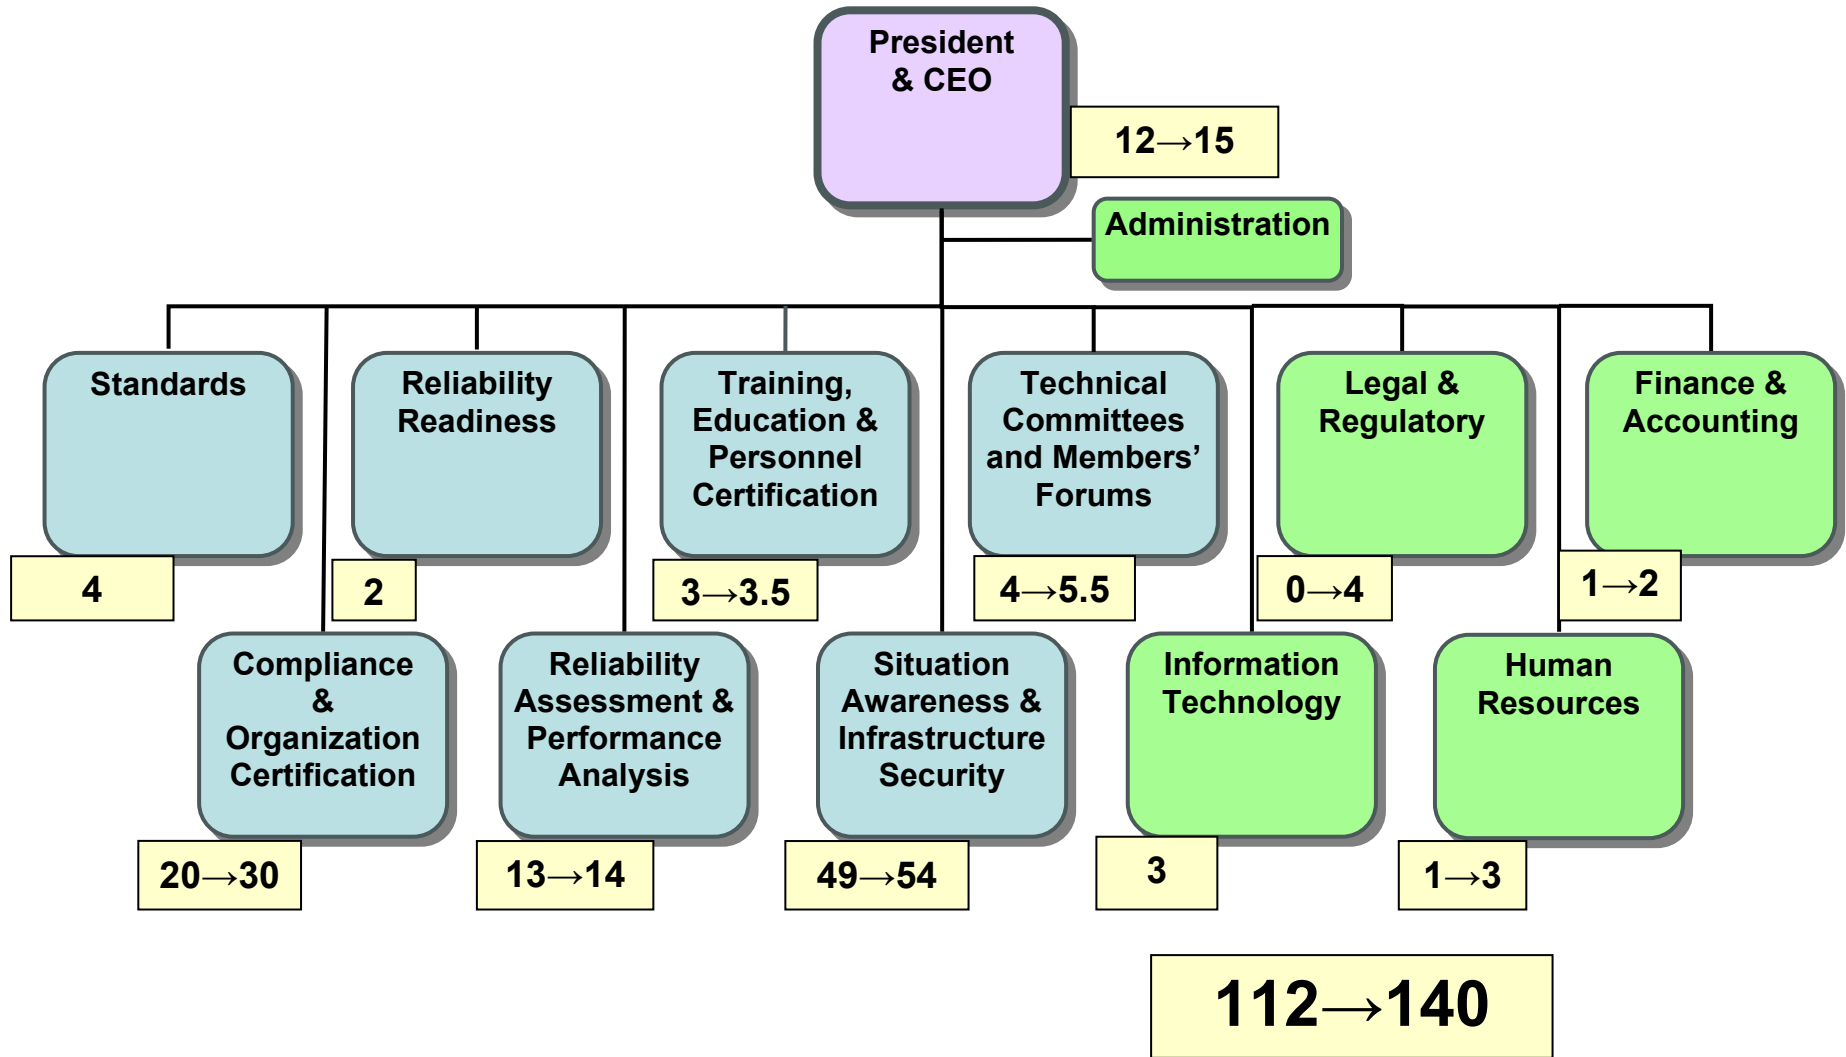 President
& CEO
12→15
Administration
Standards
4
Reliability
Readiness
2
Training,
Education &
Personnel
Certification
3→3.5
Technical
Committees
and Members’
Forums
4→5.5
Legal &
Regulatory
0→4
Finance &
Accounting
1→2
Compliance
&
Organization
Certification
20→30
Reliability
Assessment &
Performance
Analysis
13→14
Situation
Awareness &
Infrastructure
Security
49→54
Information
Technology
3
Human
Resources
1→3
112→140